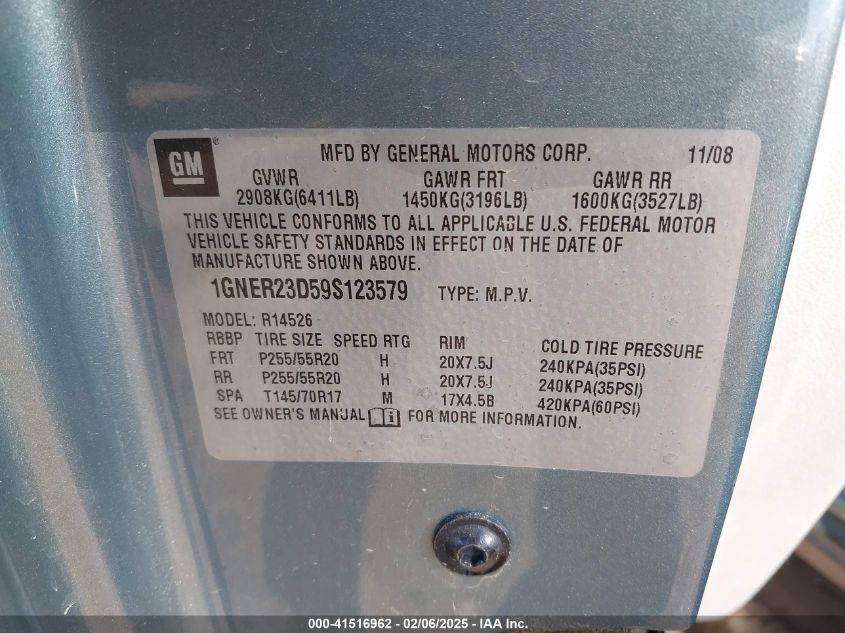 GM MFD BY GENERAL MOTORS CORP. 11/08
GVWR GAWR FRT GAWR RR
2908KG(6411LB) 1450KG(3196LB) 1600KG(3527LB)
THIS VEHICLE CONFORMS TO ALL APPLICABLE U.S. FEDERAL MOTOR
VEHICLE SAFETY STANDARDS IN EFFECT ON THE DATE OF
MANUFACTURE SHOWN ABOVE.
1GNER23D59S123579 TYPE: M.P.V.
MODEL: R14526
RBBP TIRE SIZE SPEED RTG RIM COLD TIRE PRESSURE
FRT P255/55R20 H 20X7.5J 240KPA(35PSI)
RR P255/55R20 H 20X7.5J 240KPA(35PSI)
SPA T145/70R17 M 17X4.5B 420KPA(60PSI)
SEE OWNER'S MANUAL FOR MORE INFORMATION.
000-41516962 - 02/06/2025 - IAA, Inc.